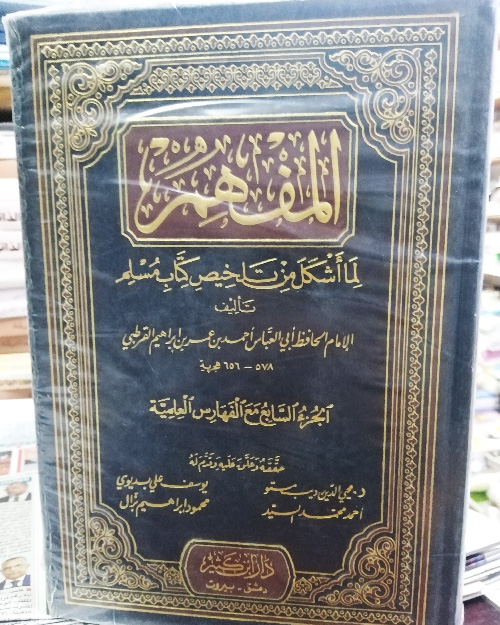 المفهم
لما أشكل من تلخيص كتاب مسلم
تأليف
الإمام الحافظ أبي العباس أحمد بن عمر بن إبراهيم القرطبي
٥٧٨ - ٦٥٦ هجرية
الجزء السابع مع الفهارس العلمية
حققه وعلق عليه وقدم له
د. محيي الدين ديب مستو يوسف علي بديوي
أحمد محمد السيد محمود إبراهيم بزال
دار ابن كثير
دمشق - بيروت